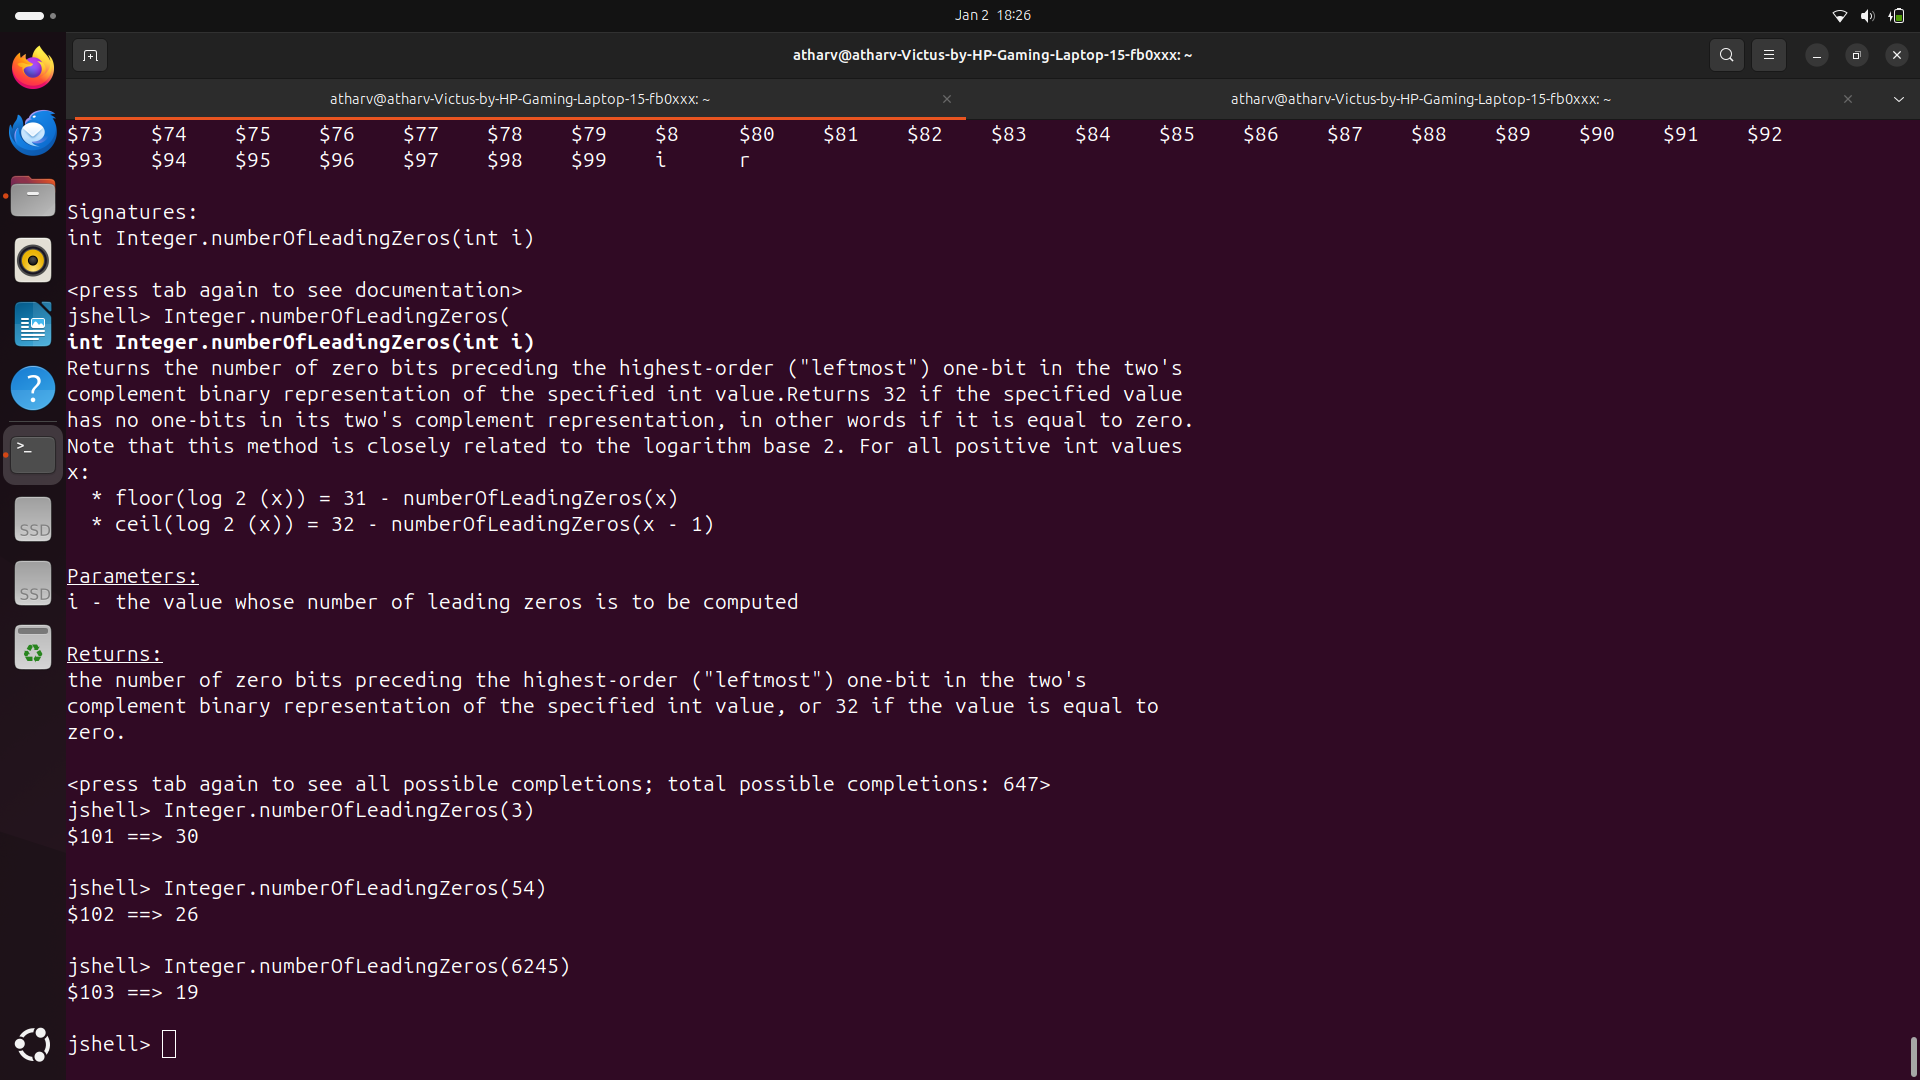 Jan 2 18:26
atharv@atharv-Victus-by-HP-Gaming-Laptop-15-fb0xxx: ~
atharv@atharv-Victus-by-HP-Gaming-Laptop-15-fb0xxx: ~
atharv@atharv-Victus-by-HP-Gaming-Laptop-15-fb0xxx: ~
$73 $74 $75 $76 $77 $78 $79 $8 $80 $81 $82 $83 $84 $85 $86 $87 $88 $89 $90 $91 $92
$93 $94 $95 $96 $97 $98 $99 i r
Signatures:
int Integer.numberOfLeadingZeros(int i)
<press tab again to see documentation>
jshell> Integer.numberOfLeadingZeros(
int Integer.numberOfLeadingZeros(int i)
Returns the number of zero bits preceding the highest-order ("leftmost") one-bit in the two's
complement binary representation of the specified int value.Returns 32 if the specified value
has no one-bits in its two's complement representation, in other words if it is equal to zero.
Note that this method is closely related to the logarithm base 2. For all positive int values
x:
* floor(log 2 (x)) = 31 - numberOfLeadingZeros(x)
* ceil(log 2 (x)) = 32 - numberOfLeadingZeros(x - 1)
Parameters:
i - the value whose number of leading zeros is to be computed
Returns:
the number of zero bits preceding the highest-order ("leftmost") one-bit in the two's
complement binary representation of the specified int value, or 32 if the value is equal to
zero.
<press tab again to see all possible completions; total possible completions: 647>
jshell> Integer.numberOfLeadingZeros(3)
$101 ==> 30
jshell> Integer.numberOfLeadingZeros(54)
$102 ==> 26
jshell> Integer.numberOfLeadingZeros(6245)
$103 ==> 19
jshell>
?
>_
SSD
SSD